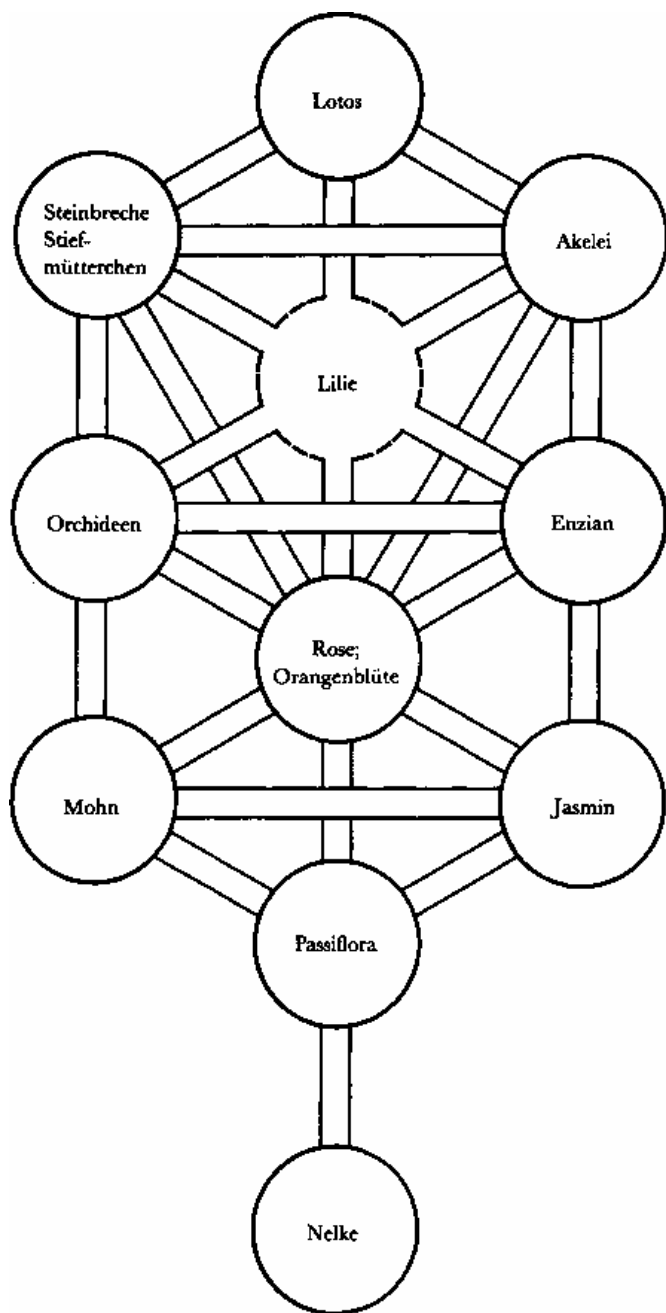 Lotos
Steinbreche
Stief-
mütterchen
Akelei
Lilie
Orchideen
Enzian
Rose;
Orangenblüte
Mohn
Jasmin
Passiflora
Nelke